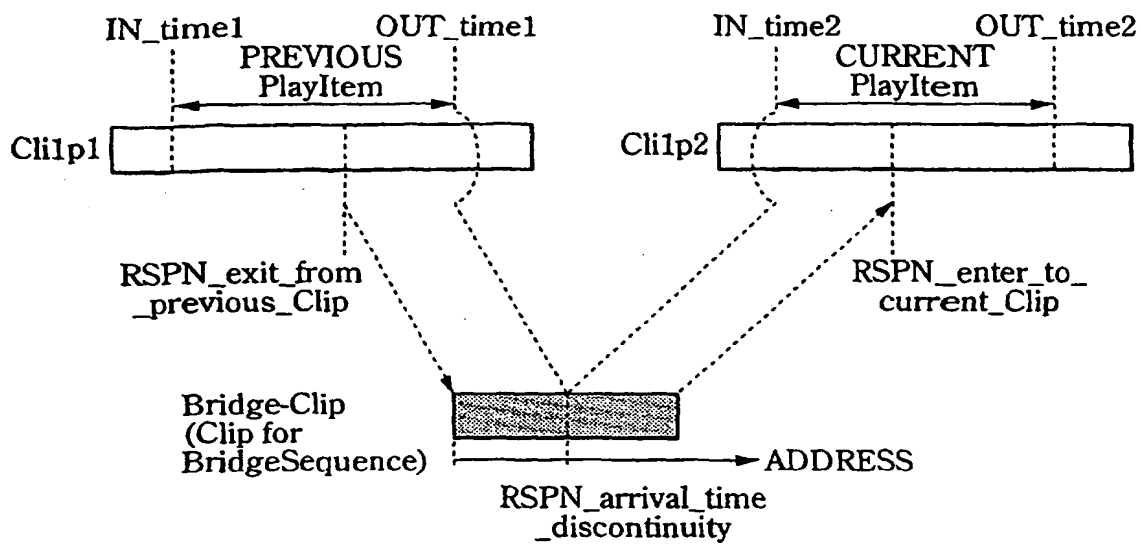 IN_time1
OUT_time1
PREVIOUS
PlayItem
Cli1p1
RSPN_exit_from
_previous_Clip
IN_time2
OUT_time2
CURRENT
PlayItem
Cli1p2
RSPN_enter_to_
current_Clip
Bridge-Clip
(Clip for
BridgeSequence)
ADDRESS
RSPN_arrival_time
_discontinuity